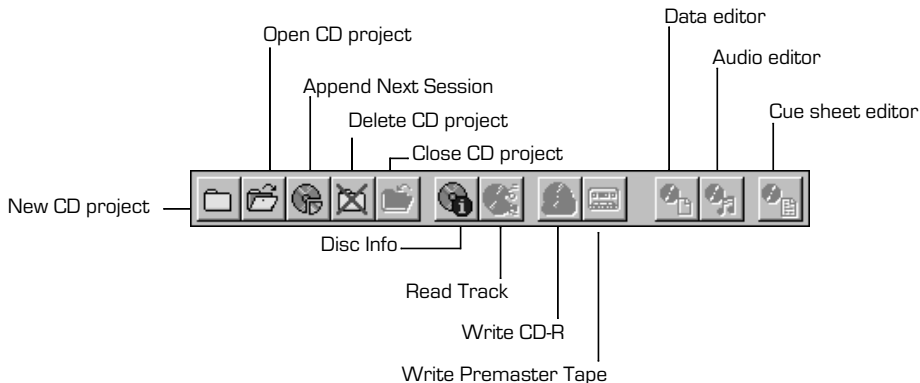 Data editor
Open CD project
Audio editor
Append Next Session
Cue sheet editor
Delete CD project
Close CD project
New CD project
Disc Info
Read Track
Write CD-R
Write Premaster Tape